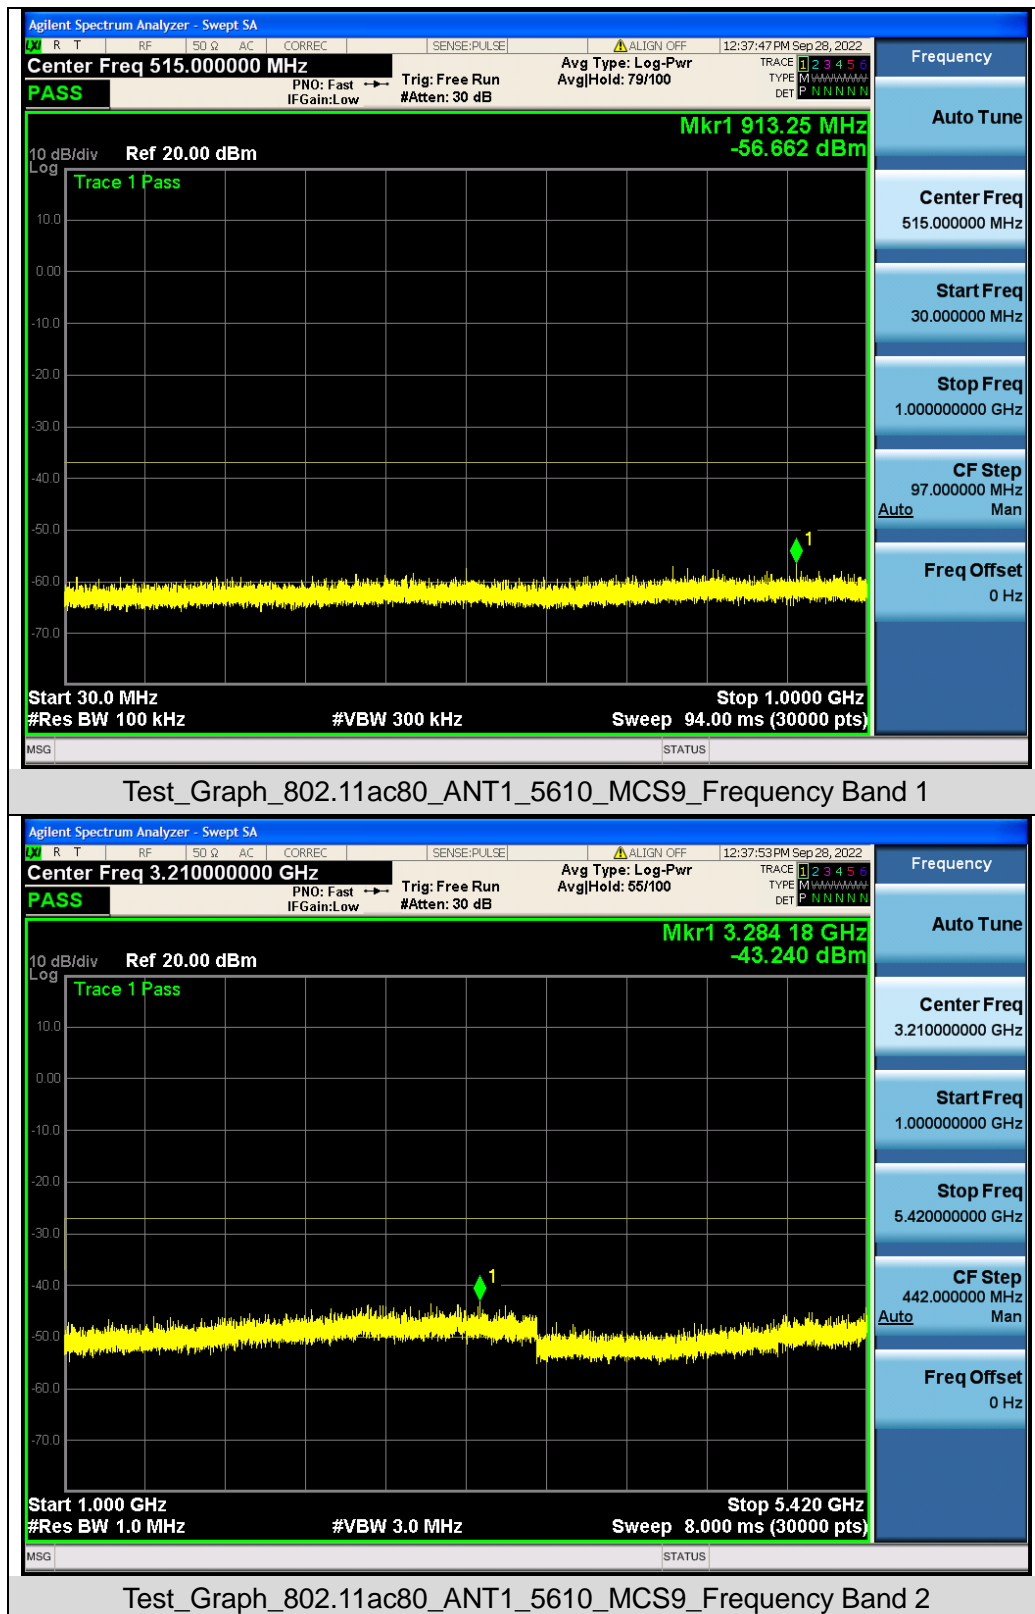 Agilent Spectrum Analyzer - Swept SA
LXI R T RF 50 Ω AC CORREC SENSE:PULSE ALIGN OFF 12:37:47 PM Sep 28, 2022
Center Freq 515.000000 MHz
PNO: Fast
IFGain:Low
Trig: Free Run
#Atten: 30 dB
Avg Type: Log-Pwr
Avg|Hold: 79/100
TRACE 1 2 3 4 5 6
TYPE M WWWWW
DET P N N N N N
PASS
Mkr1 913.25 MHz
-56.662 dBm
10 dB/div Ref 20.00 dBm
Log
Trace 1 Pass
10.0
0.00
-10.0
-20.0
-30.0
-40.0
-50.0
-60.0
-70.0
1
Start 30.0 MHz Stop 1.0000 GHz
#Res BW 100 kHz #VBW 300 kHz Sweep 94.00 ms (30000 pts)
MSG STATUS
Frequency
Auto Tune
Center Freq
515.000000 MHz
Start Freq
30.000000 MHz
Stop Freq
1.000000000 GHz
CF Step
97.000000 MHz
Auto Man
Freq Offset
0 Hz
Test_Graph_802.11ac80_ANT1_5610_MCS9_Frequency Band 1
Agilent Spectrum Analyzer - Swept SA
LXI R T RF 50 Ω AC CORREC SENSE:PULSE ALIGN OFF 12:37:53 PM Sep 28, 2022
Center Freq 3.210000000 GHz
PNO: Fast
IFGain:Low
Trig: Free Run
#Atten: 30 dB
Avg Type: Log-Pwr
Avg|Hold: 55/100
TRACE 1 2 3 4 5 6
TYPE M WWWWW
DET P N N N N N
PASS
Mkr1 3.284 18 GHz
-43.240 dBm
10 dB/div Ref 20.00 dBm
Log
Trace 1 Pass
10.0
0.00
-10.0
-20.0
-30.0
-40.0
-50.0
-60.0
-70.0
1
Start 1.000 GHz Stop 5.420 GHz
#Res BW 1.0 MHz #VBW 3.0 MHz Sweep 8.000 ms (30000 pts)
MSG STATUS
Frequency
Auto Tune
Center Freq
3.210000000 GHz
Start Freq
1.000000000 GHz
Stop Freq
5.420000000 GHz
CF Step
442.000000 MHz
Auto Man
Freq Offset
0 Hz
Test_Graph_802.11ac80_ANT1_5610_MCS9_Frequency Band 2